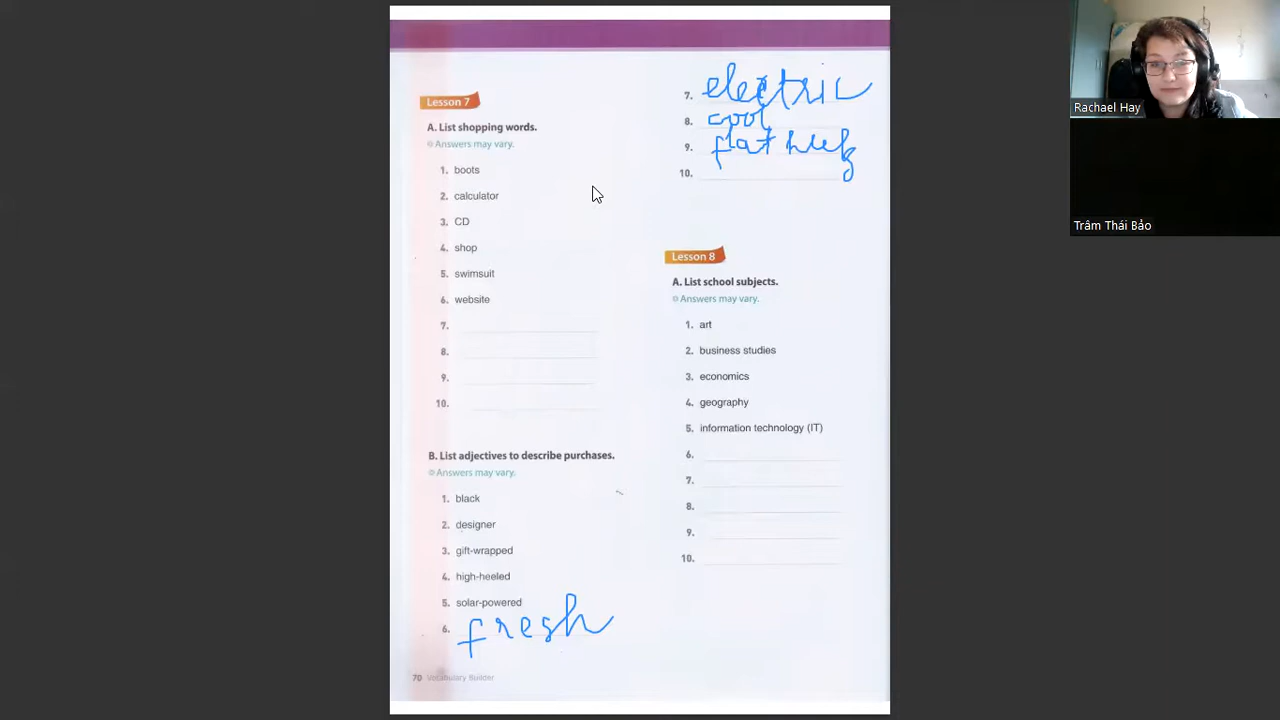 Lesson 7
A. List shopping words.
Answers may vary.
1. boots
2. calculator
3. CD
4. shop
5. swimsuit
6. website
7.
8.
9.
10.
B. List adjectives to describe purchases.
Answers may vary.
1. black
2. designer
3. gift-wrapped
4. high-heeled
5. solar-powered
6. fresh
70 Vocabulary Builder
7. electric
8. cool
9. flat
10.
Lesson 8
A. List school subjects.
Answers may vary.
1. art
2. business studies
3. economics
4. geography
5. information technology (IT)
6.
7.
8.
9.
10.
Rachael Hay
Trâm Thái Bảo